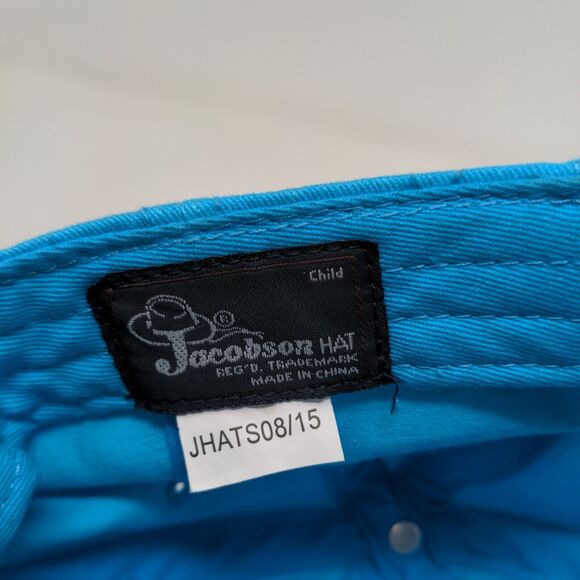 Child
Jacobson HAT ®
REG'D. TRADEMARK
MADE IN CHINA
JHATS08/15